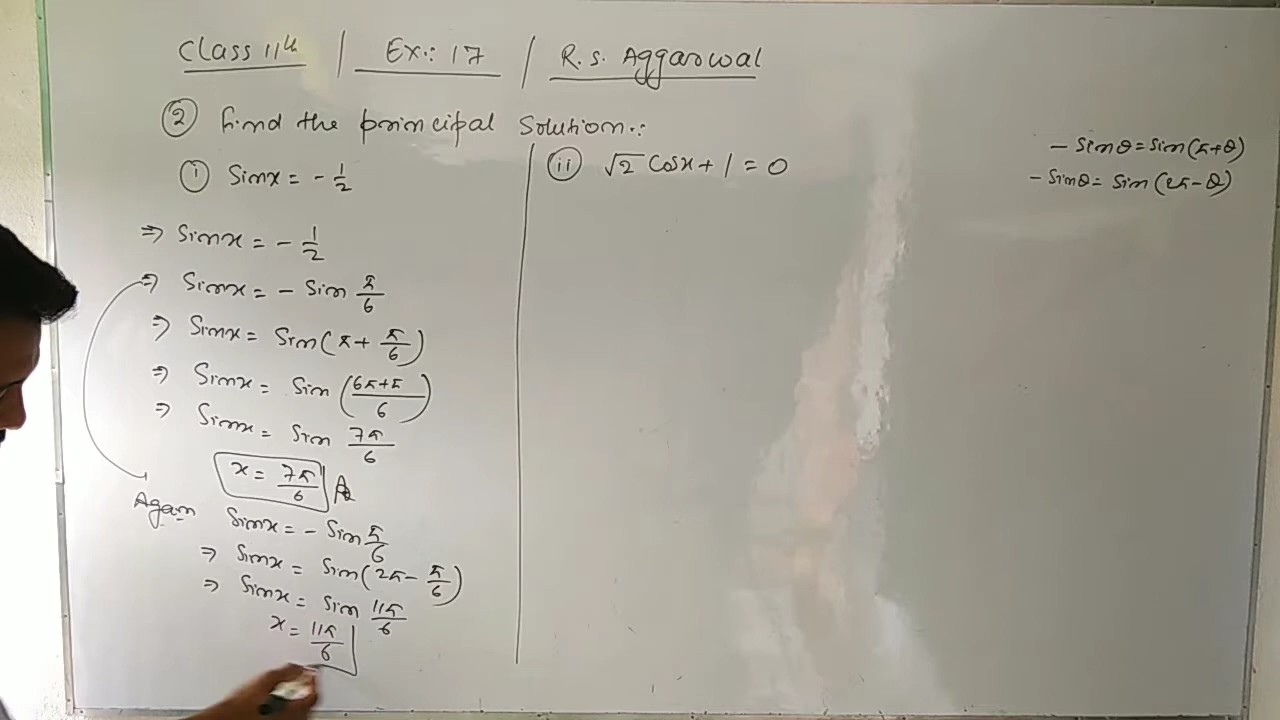 Class 11th / Ex.: 17 / R. S. Aggarwal
② Find the principal Solution.:
ⓘ Sinx = - 1/2
⇒ Sinx = - 1/2
⇒ Sinx = - Sin π/6
⇒ Sinx = Sin(π + π/6)
⇒ Sinx = Sin (6π+π/6)
⇒ Sinx = Sin 7π/6
x = 7π/6
Again Sinx = - Sin π/6
⇒ Sinx = Sin(2π - π/6)
⇒ Sinx = Sin 11π/6
x = 11π/6
(ii) √2 Cosx + 1 = 0
- Sinθ = Sin(π+θ)
- Sinθ = Sin (2π-θ)